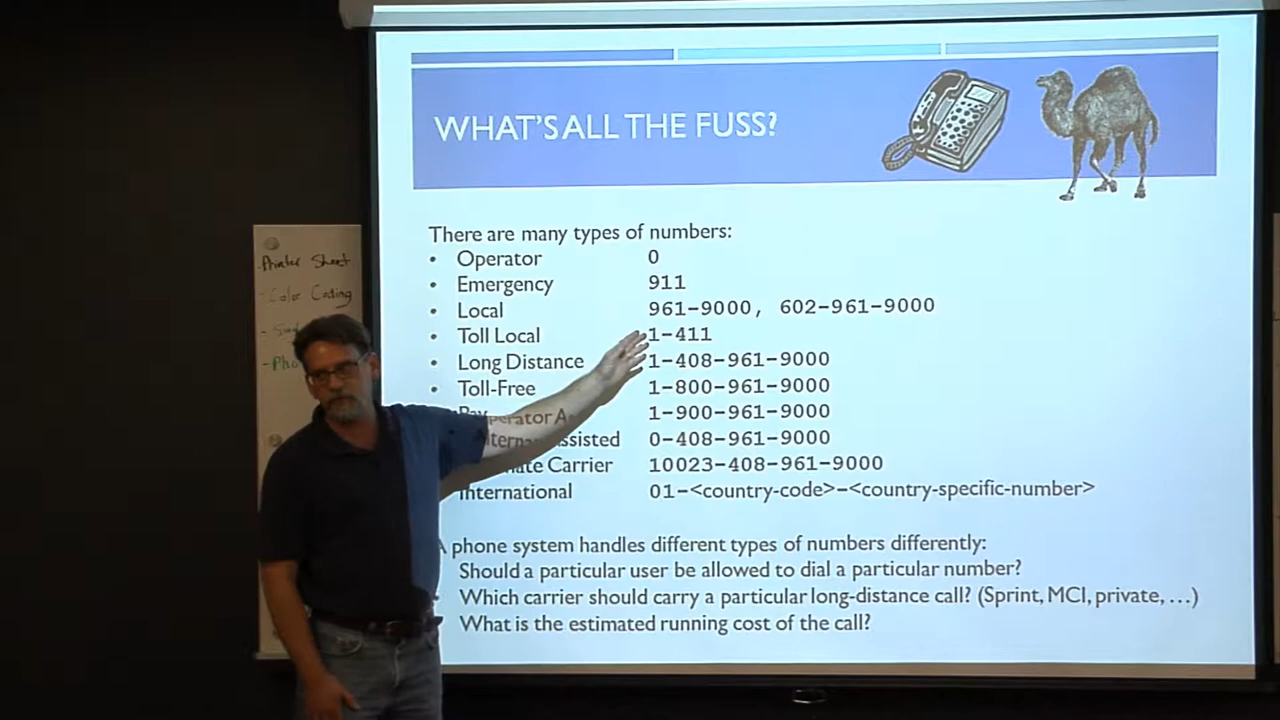 WHAT'S ALL THE FUSS?
There are many types of numbers:
• Operator 0
• Emergency 911
• Local 961-9000, 602-961-9000
• Toll Local 1-411
• Long Distance 1-408-961-9000
• Toll-Free 1-800-961-9000
Pay 1-900-961-9000
perator A ssisted 0-408-961-9000
ate Carrier 10023-408-961-9000
International 01-<country-code>-<country-specific-number>
A phone system handles different types of numbers differently:
Should a particular user be allowed to dial a particular number?
Which carrier should carry a particular long-distance call? (Sprint, MCI, private, …)
What is the estimated running cost of the call?
-Printer Sheet
-Color Coding